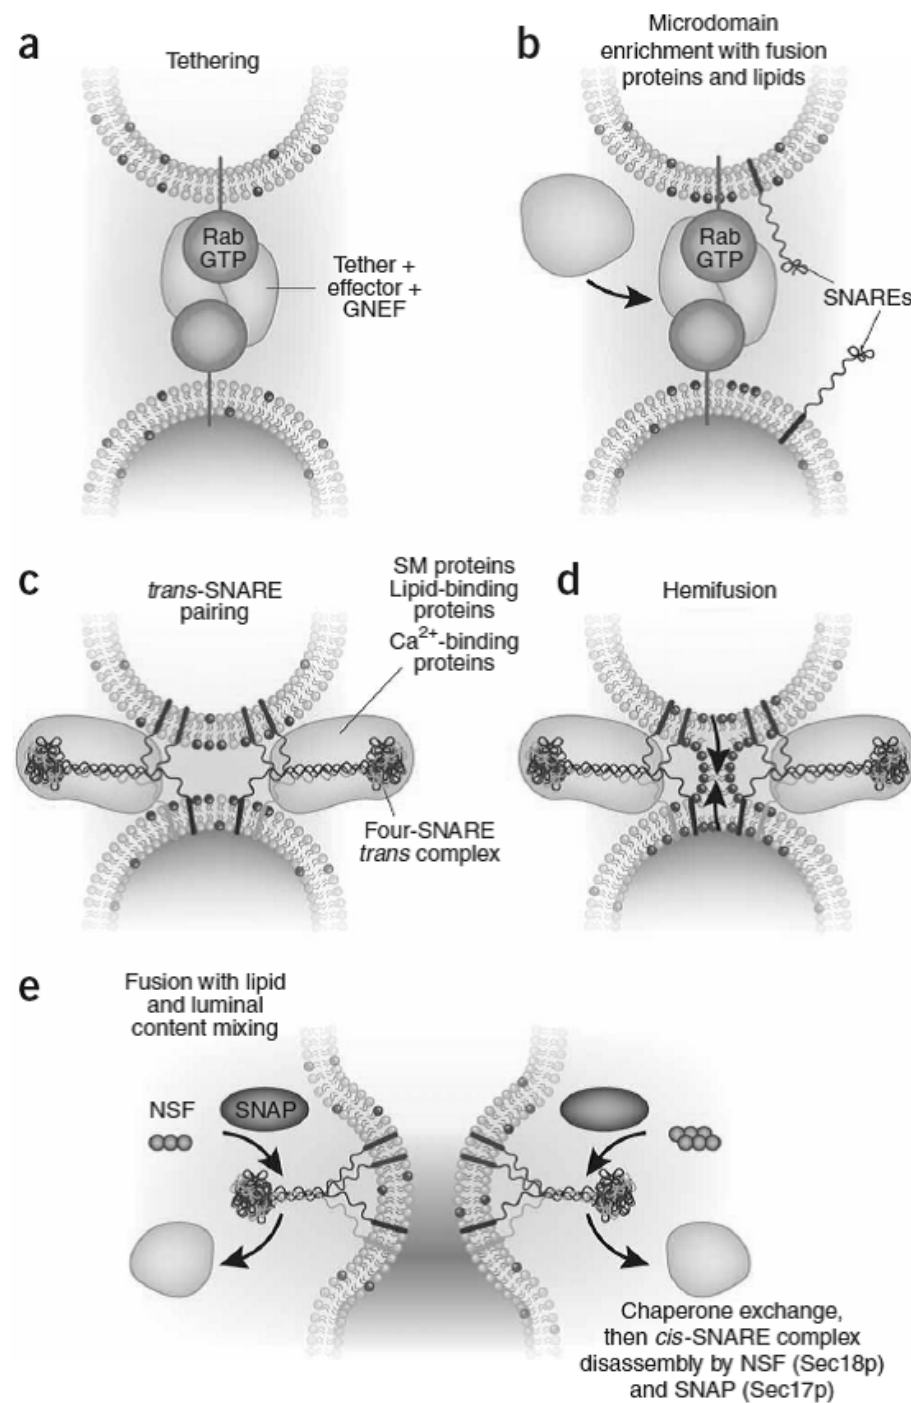 a
Tethering
Rab
GTP
Tether +
effector +
GNEF
b
Microdomain
enrichment with fusion
proteins and lipids
Rab
GTP
SNAREs
c
trans-SNARE
pairing
SM proteins
Lipid-binding
proteins
Ca²⁺-binding
proteins
Four-SNARE
trans complex
d
Hemifusion
e
Fusion with lipid
and luminal
content mixing
NSF
SNAP
Chaperone exchange,
then cis-SNARE complex
disassembly by NSF (Sec18p)
and SNAP (Sec17p)